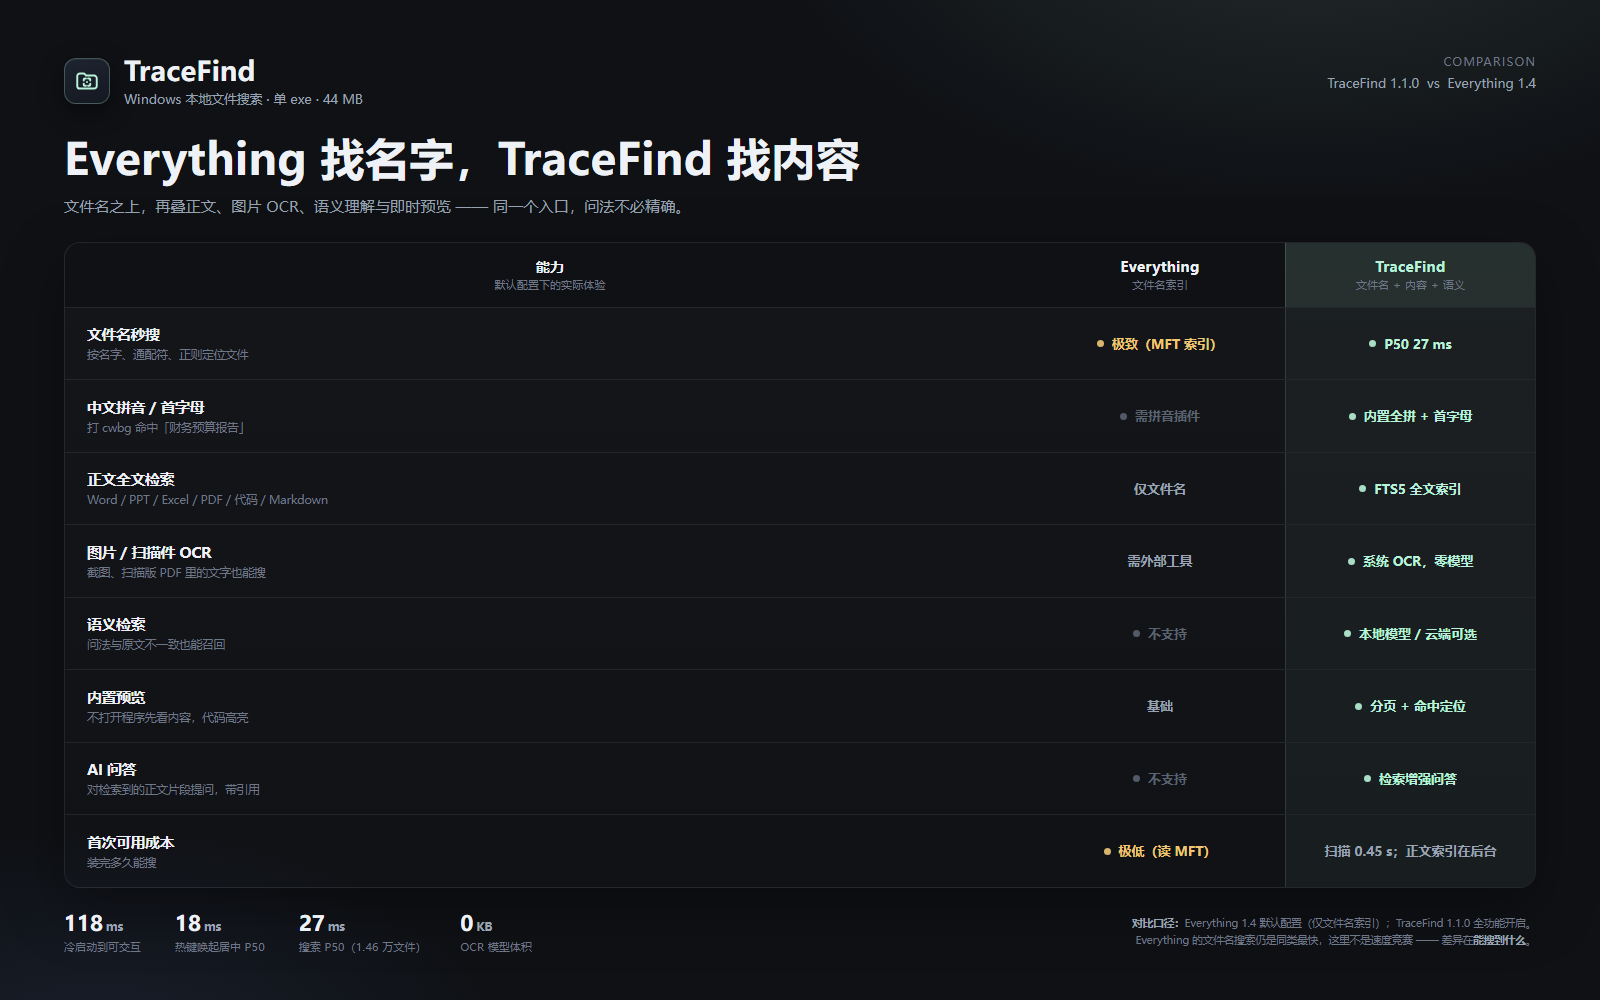 TraceFind
Windows 本地文件搜索 · 单 exe · 44 MB
COMPARISON
TraceFind 1.1.0 vs Everything 1.4
Everything 找名字，TraceFind 找内容
文件名之上，再叠正文、图片 OCR、语义理解与即时预览 —— 同一个入口，问法不必精确。
能力
默认配置下的实际体验
Everything
文件名索引
TraceFind
文件名 + 内容 + 语义
文件名秒搜
按名字、通配符、正则定位文件
极致（MFT 索引）
P50 27 ms
中文拼音 / 首字母
打 cwbg 命中「财务预算报告」
需拼音插件
内置全拼 + 首字母
正文全文检索
Word / PPT / Excel / PDF / 代码 / Markdown
仅文件名
FTS5 全文索引
图片 / 扫描件 OCR
截图、扫描版 PDF 里的文字也能搜
需外部工具
系统 OCR，零模型
语义检索
问法与原文不一致也能召回
不支持
本地模型 / 云端可选
内置预览
不打开程序先看内容，代码高亮
基础
分页 + 命中定位
AI 问答
对检索到的正文片段提问，带引用
不支持
检索增强问答
首次可用成本
装完多久能搜
极低（读 MFT）
扫描 0.45 s；正文索引在后台
118 ms
冷启动到可交互
18 ms
热键唤起居中 P50
27 ms
搜索 P50（1.46 万文件）
0 KB
OCR 模型体积
对比口径：Everything 1.4 默认配置（仅文件名索引）；TraceFind 1.1.0 全功能开启。
Everything 的文件名搜索仍是同类最快，这里不是速度竞赛 —— 差异在能搜到什么。